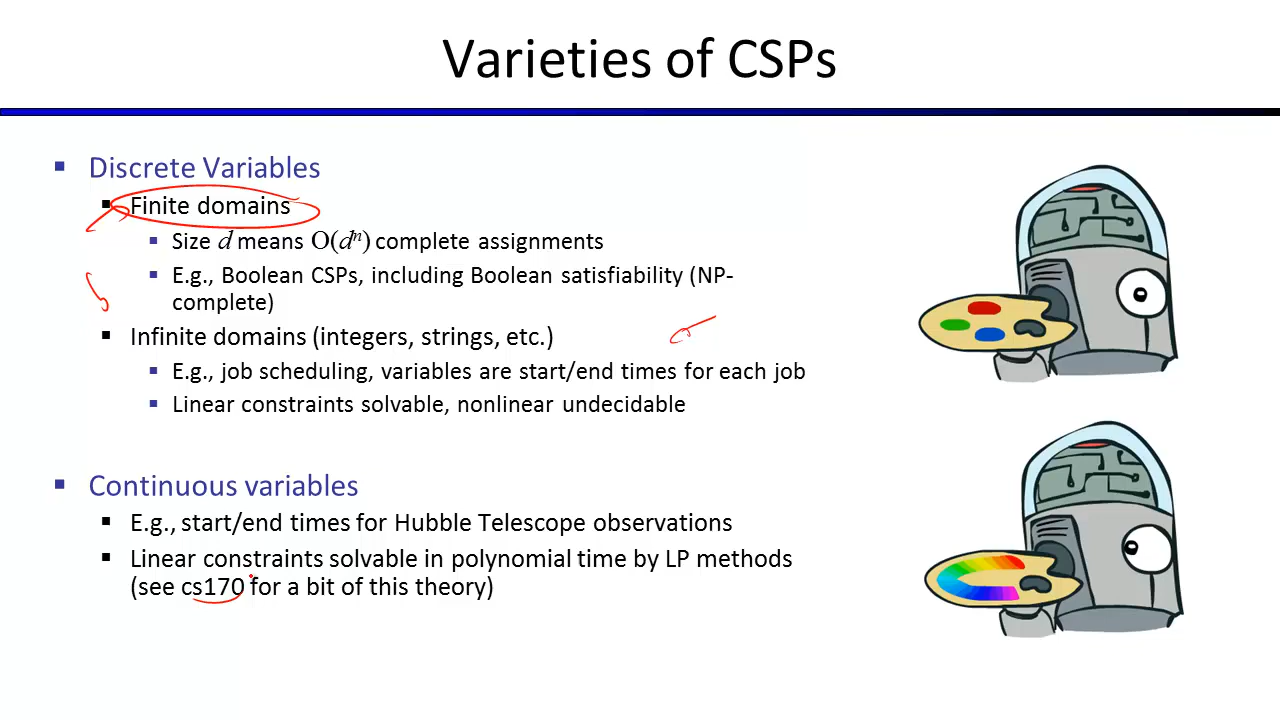 Varieties of CSPs
▪ Discrete Variables
▪ Finite domains
▪ Size d means O(dⁿ) complete assignments
▪ E.g., Boolean CSPs, including Boolean satisfiability (NP-
complete)
▪ Infinite domains (integers, strings, etc.)
▪ E.g., job scheduling, variables are start/end times for each job
▪ Linear constraints solvable, nonlinear undecidable
▪ Continuous variables
▪ E.g., start/end times for Hubble Telescope observations
▪ Linear constraints solvable in polynomial time by LP methods
(see cs170 for a bit of this theory)